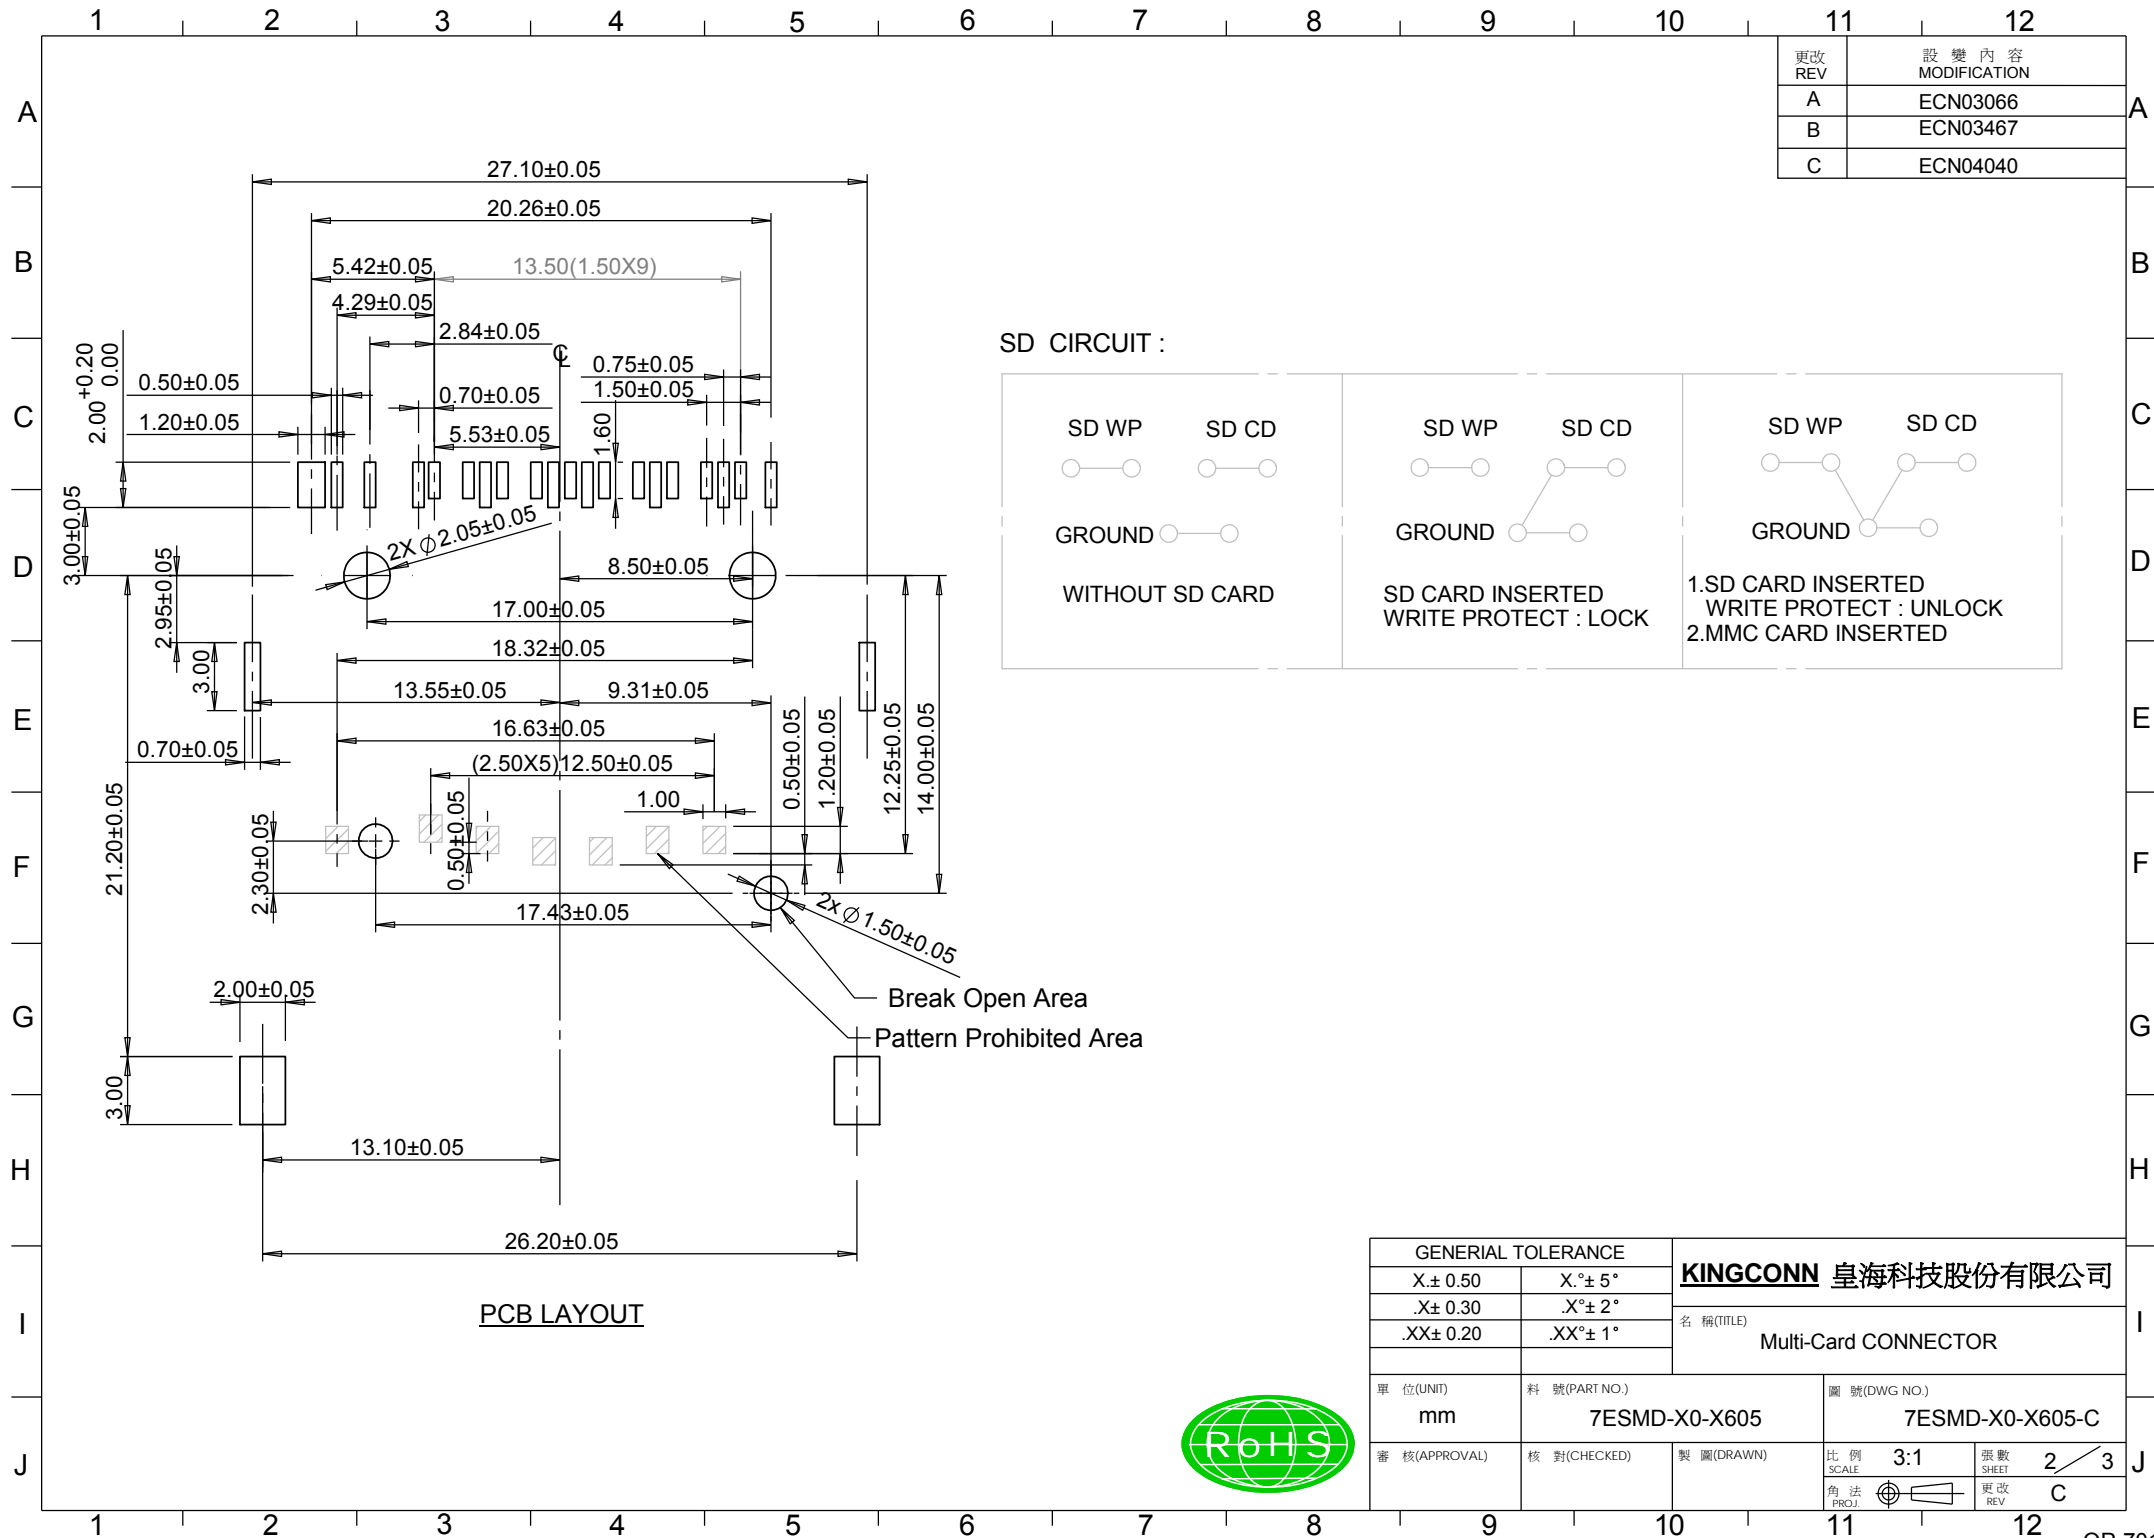 1 2 3 4 5 6 7 8 9 10 11 12
更改 REV
設 變 內 容 MODIFICATION
A ECN03066
B ECN03467
C ECN04040
A A
B B
C C
D D
E E
F F
G G
H H
I I
J J
27.10±0.05
20.26±0.05
5.42±0.05
13.50(1.50X9)
4.29±0.05
2.84±0.05
℄
0.75±0.05
0.50±0.05
0.70±0.05
1.50±0.05
2.00 +0.20 0.00
1.20±0.05
5.53±0.05
1.60
3.00±0.05
2X∅2.05±0.05
2.95±0.05
8.50±0.05
17.00±0.05
18.32±0.05
3.00
13.55±0.05
9.31±0.05
16.63±0.05
0.70±0.05
(2.50X5)12.50±0.05
0.50±0.05
1.20±0.05
12.25±0.05
14.00±0.05
1.00
21.20±0.05
2.30±0.05
0.50±0.05
17.43±0.05
2x∅1.50±0.05
2.00±0.05
Break Open Area
Pattern Prohibited Area
3.00
13.10±0.05
26.20±0.05
PCB LAYOUT
SD CIRCUIT :
SD WP SD CD
GROUND
WITHOUT SD CARD
SD WP SD CD
GROUND
SD CARD INSERTED
WRITE PROTECT : LOCK
SD WP SD CD
GROUND
1.SD CARD INSERTED
WRITE PROTECT : UNLOCK
2.MMC CARD INSERTED
RoHS
GENERIAL TOLERANCE
X.± 0.50 X.°± 5°
.X± 0.30 .X°± 2°
.XX± 0.20 .XX°± 1°
KINGCONN 皇海科技股份有限公司
名 稱(TITLE)
Multi-Card CONNECTOR
單 位(UNIT)
mm
料 號(PART NO.)
7ESMD-X0-X605
圖 號(DWG NO.)
7ESMD-X0-X605-C
審 核(APPROVAL)
核 對(CHECKED)
製 圖(DRAWN)
比 例 SCALE 3:1
張數 SHEET 2/3
角 法 PROJ.
更改 REV C
1 2 3 4 5 6 7 8 9 10 11 12